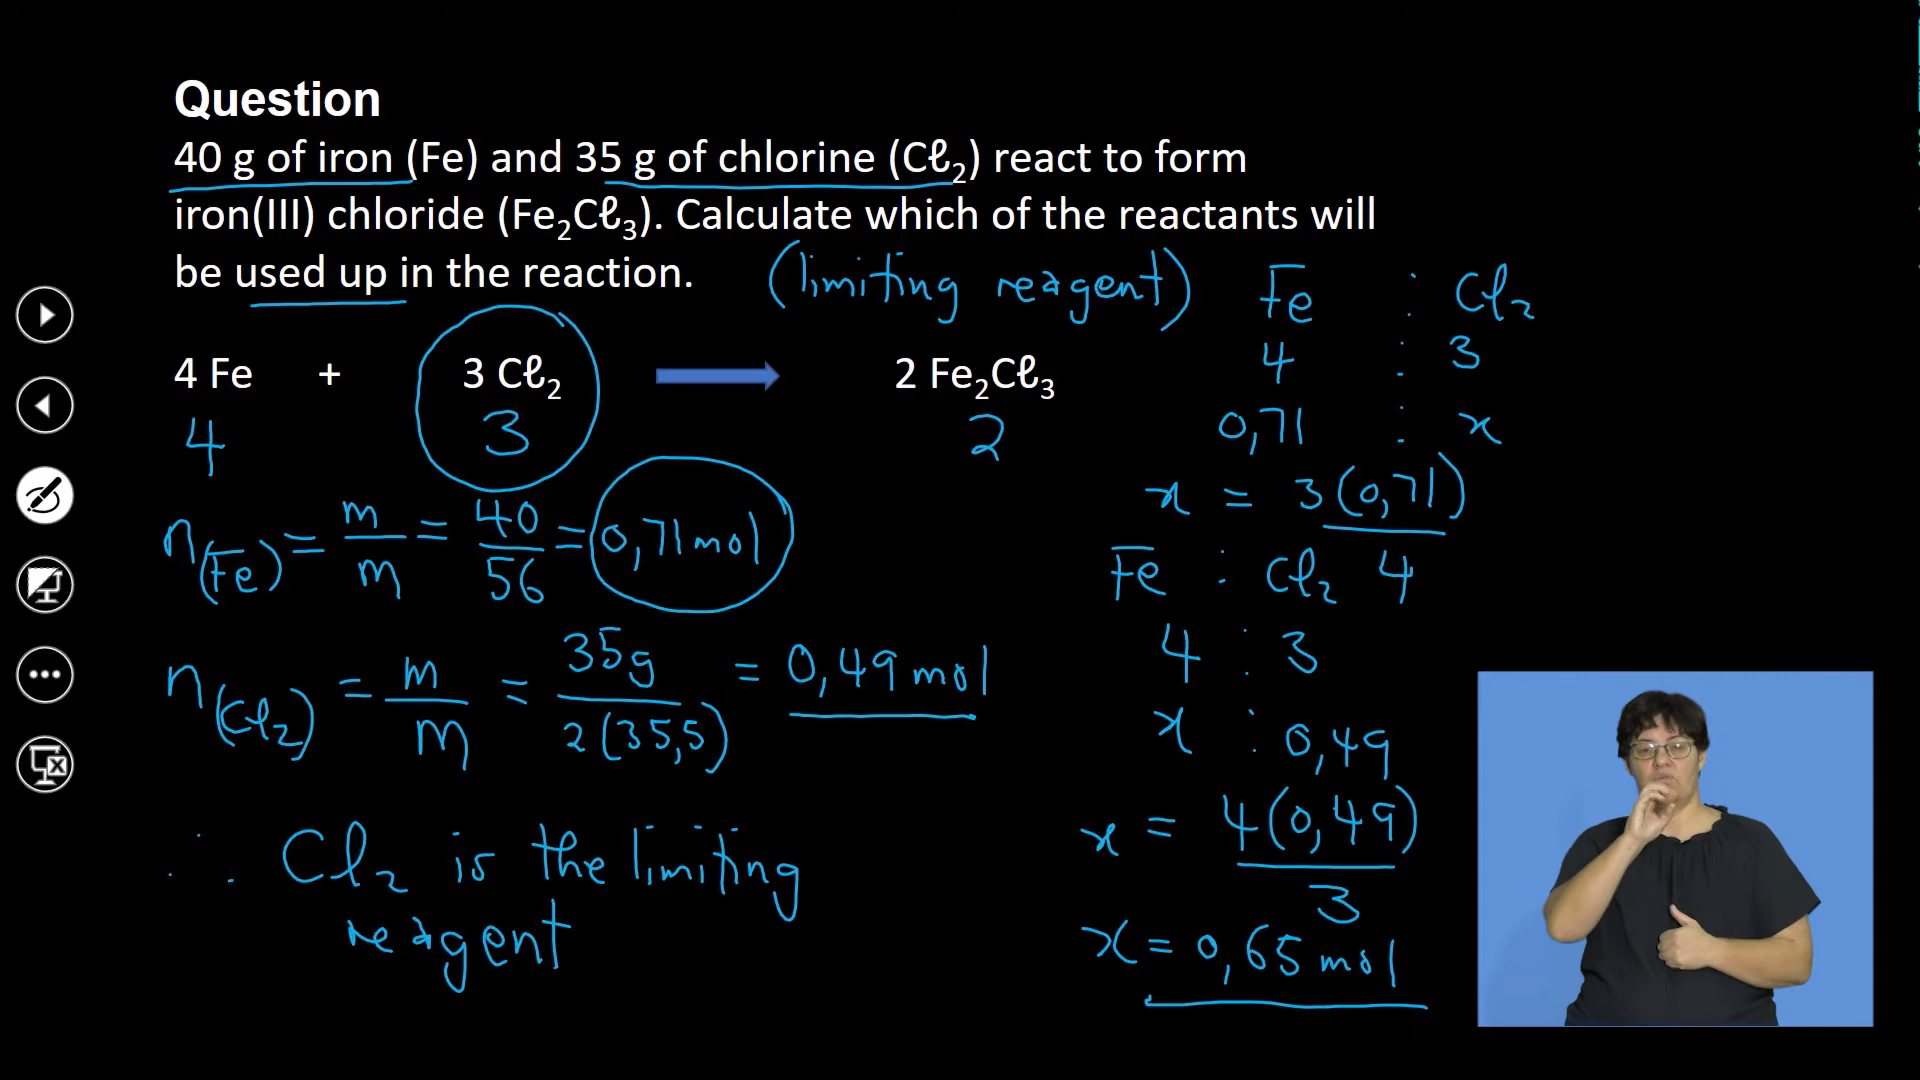 Question
40 g of iron (Fe) and 35 g of chlorine (Cℓ₂) react to form
iron(III) chloride (Fe₂Cℓ₃). Calculate which of the reactants will
be used up in the reaction.
(limiting reagent)
4 Fe + 3 Cℓ₂ 2 Fe₂Cℓ₃
4 3 2
n(Fe) = m/m = 40/56 = 0,71 mol
n(Cl₂) = m/M = 35g/2(35,5) = 0,49 mol
∴ Cl₂ is the limiting
reagent
Fe : Cl₂
4 : 3
0,71 : x
x = 3(0,71)/4
Fe : Cl₂
4 : 3
x : 0,49
x = 4(0,49)/3
x = 0,65 mol